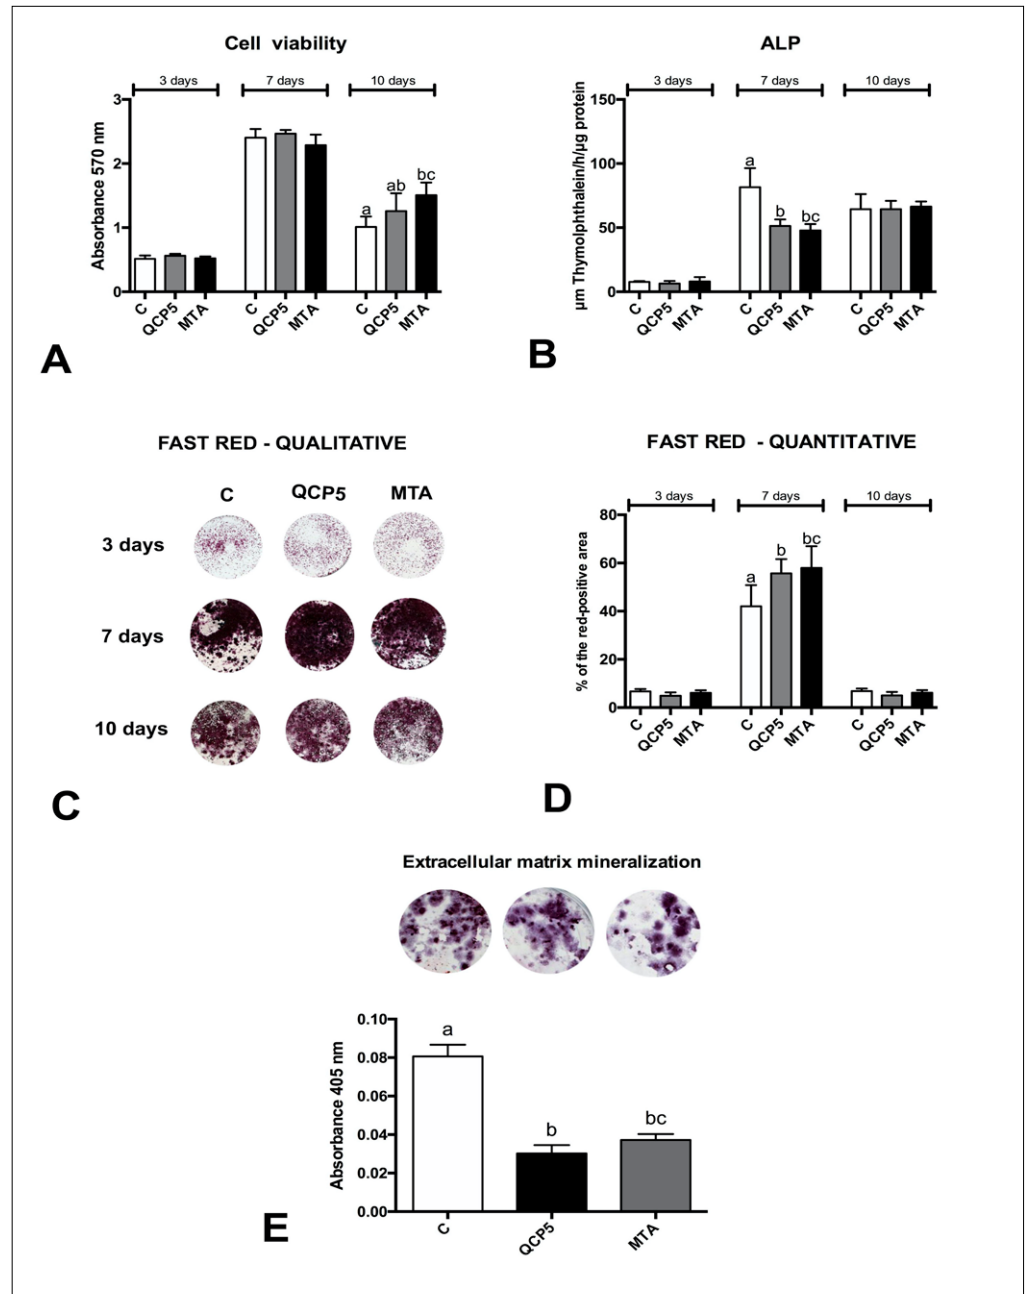 Cell viability
3 days 7 days 10 days
Absorbance 570 nm
3
2
1
0
a ab bc
C QCP5 MTA C QCP5 MTA C QCP5 MTA
A
ALP
3 days 7 days 10 days
µm Thymolphthalein/h/µg protein
150
100
50
0
a b bc
C QCP5 MTA C QCP5 MTA C QCP5 MTA
B
FAST RED - QUALITATIVE
C QCP5 MTA
3 days
7 days
10 days
C
FAST RED - QUANTITATIVE
3 days 7 days 10 days
% of the red-positive area
80
60
40
20
0
a b bc
C QCP5 MTA C QCP5 MTA C QCP5 MTA
D
Extracellular matrix mineralization
Absorbance 405 nm
0.10
0.08
0.06
0.04
0.02
0.00
a b bc
C QCP5 MTA
E